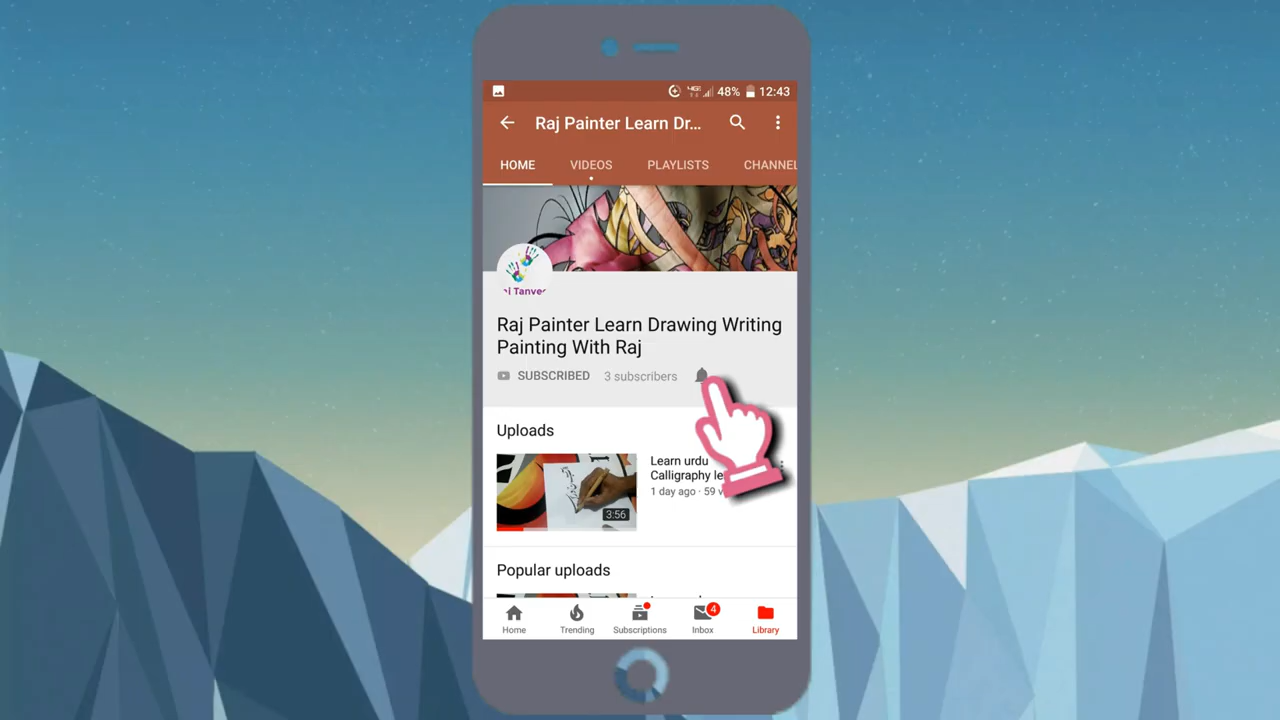 48% 12:43
Raj Painter Learn Dr...
HOME VIDEOS PLAYLISTS CHANNEL
Raj Painter Learn Drawing Writing
Painting With Raj
SUBSCRIBED 3 subscribers
Uploads
Learn urdu
Calligraphy le
1 day ago · 59 v
3:56
Popular uploads
Home Trending Subscriptions Inbox Library
4